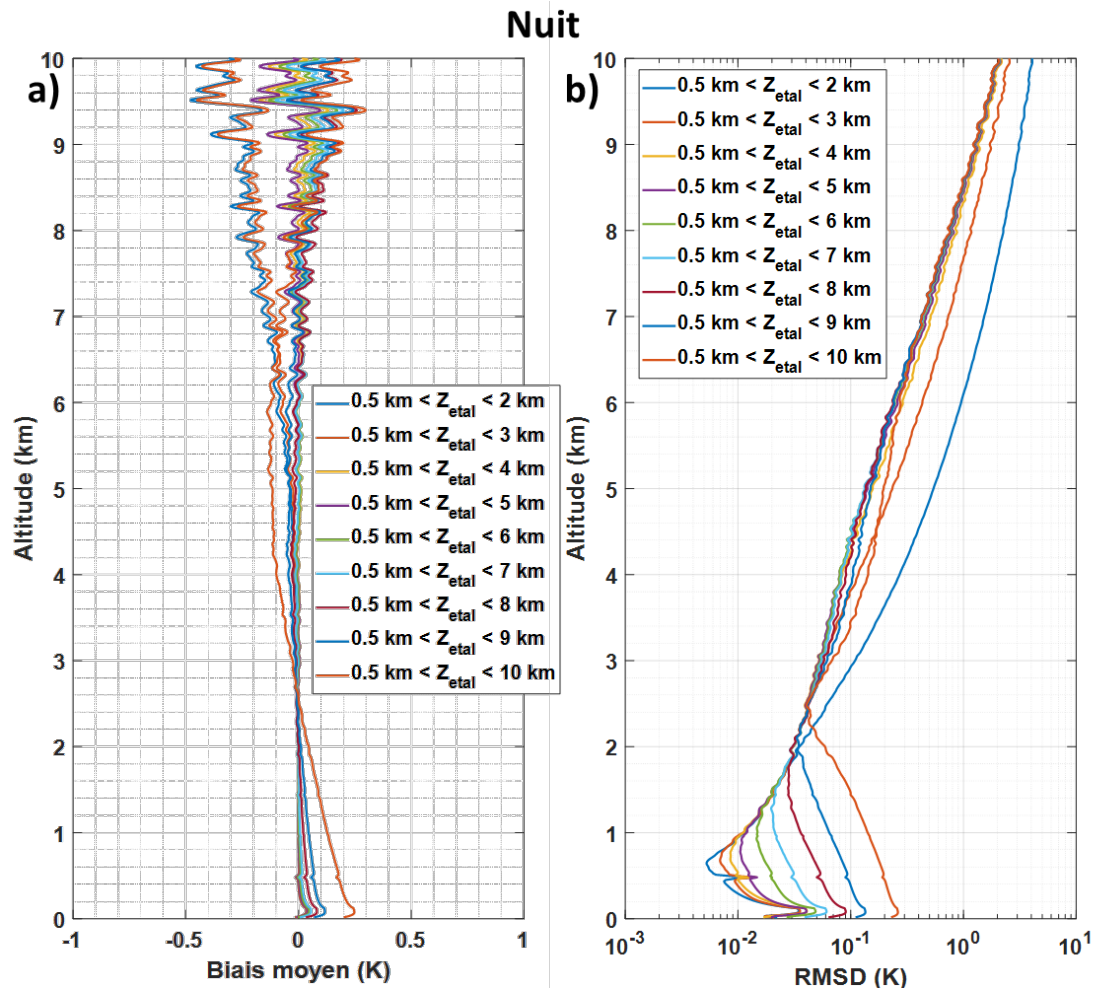 Nuit
a)
10
9
8
7
6
5
4
3
2
1
0
Altitude (km)
-1
-0.5
0
0.5
1
Biais moyen (K)
0.5 km < Z_etal < 2 km
0.5 km < Z_etal < 3 km
0.5 km < Z_etal < 4 km
0.5 km < Z_etal < 5 km
0.5 km < Z_etal < 6 km
0.5 km < Z_etal < 7 km
0.5 km < Z_etal < 8 km
0.5 km < Z_etal < 9 km
0.5 km < Z_etal < 10 km
b)
10
9
8
7
6
5
4
3
2
1
0
Altitude (km)
10^-3
10^-2
10^-1
10^0
10^1
RMSD (K)
0.5 km < Z_etal < 2 km
0.5 km < Z_etal < 3 km
0.5 km < Z_etal < 4 km
0.5 km < Z_etal < 5 km
0.5 km < Z_etal < 6 km
0.5 km < Z_etal < 7 km
0.5 km < Z_etal < 8 km
0.5 km < Z_etal < 9 km
0.5 km < Z_etal < 10 km